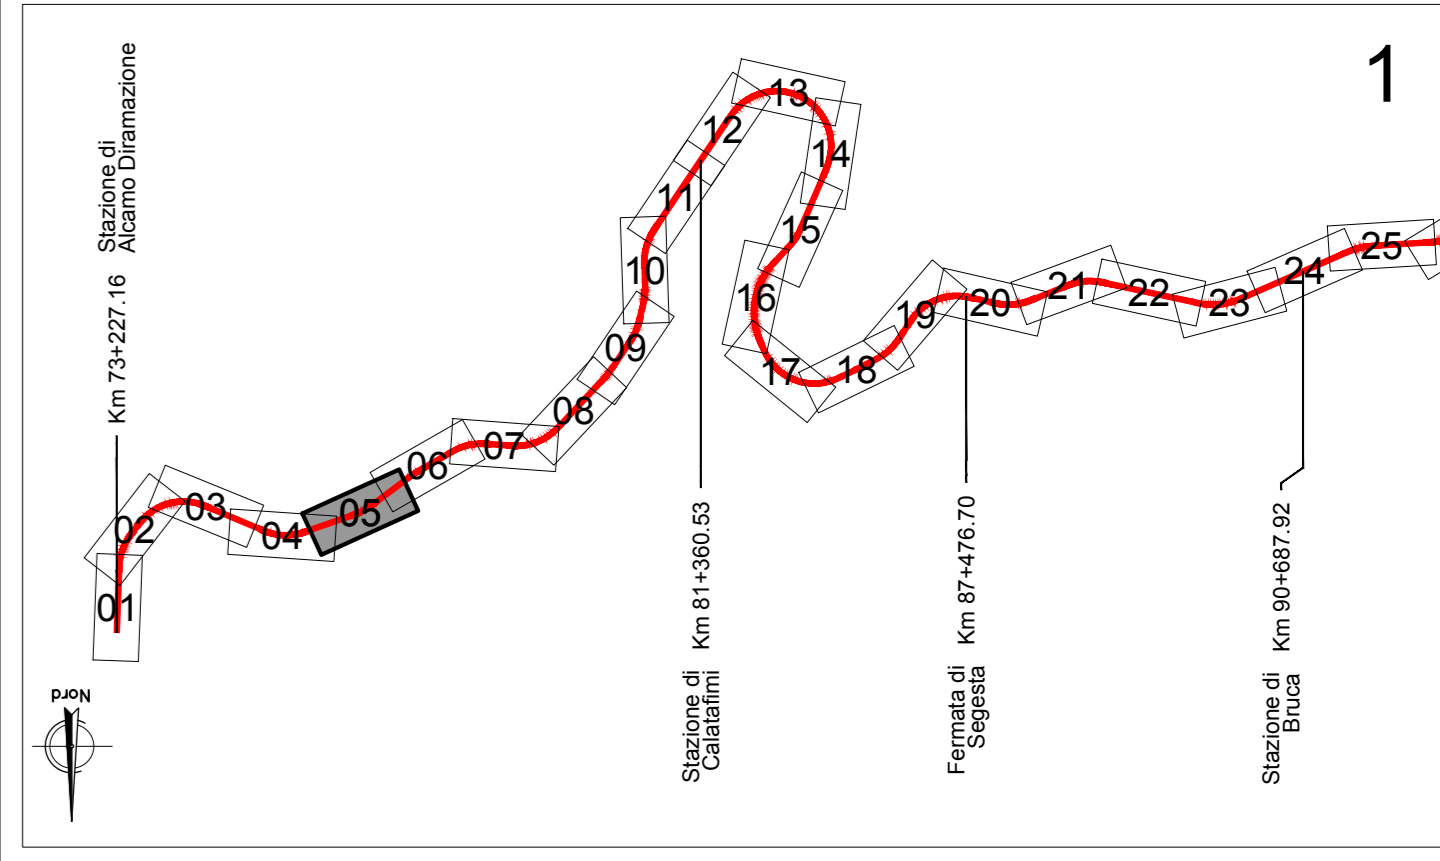 1
Stazione di
Alcamo Diramazione
Km 73+227.16
01
02
03
04
05
06
07
08
09
10
11
12
13
14
15
16
17
18
19
20
21
22
23
24
25
Stazione di
Calatafimi
Km 81+360.53
Fermata di
Segesta
Km 87+476.70
Stazione di
Bruca
Km 90+687.92
Nord